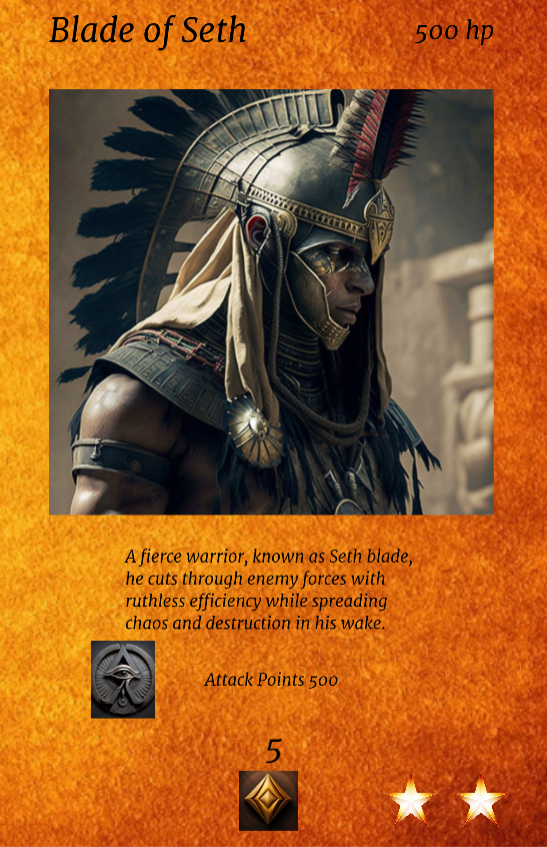 Blade of Seth
500 hp
A fierce warrior, known as Seth blade,
he cuts through enemy forces with
ruthless efficiency while spreading
chaos and destruction in his wake.
Attack Points 500
5